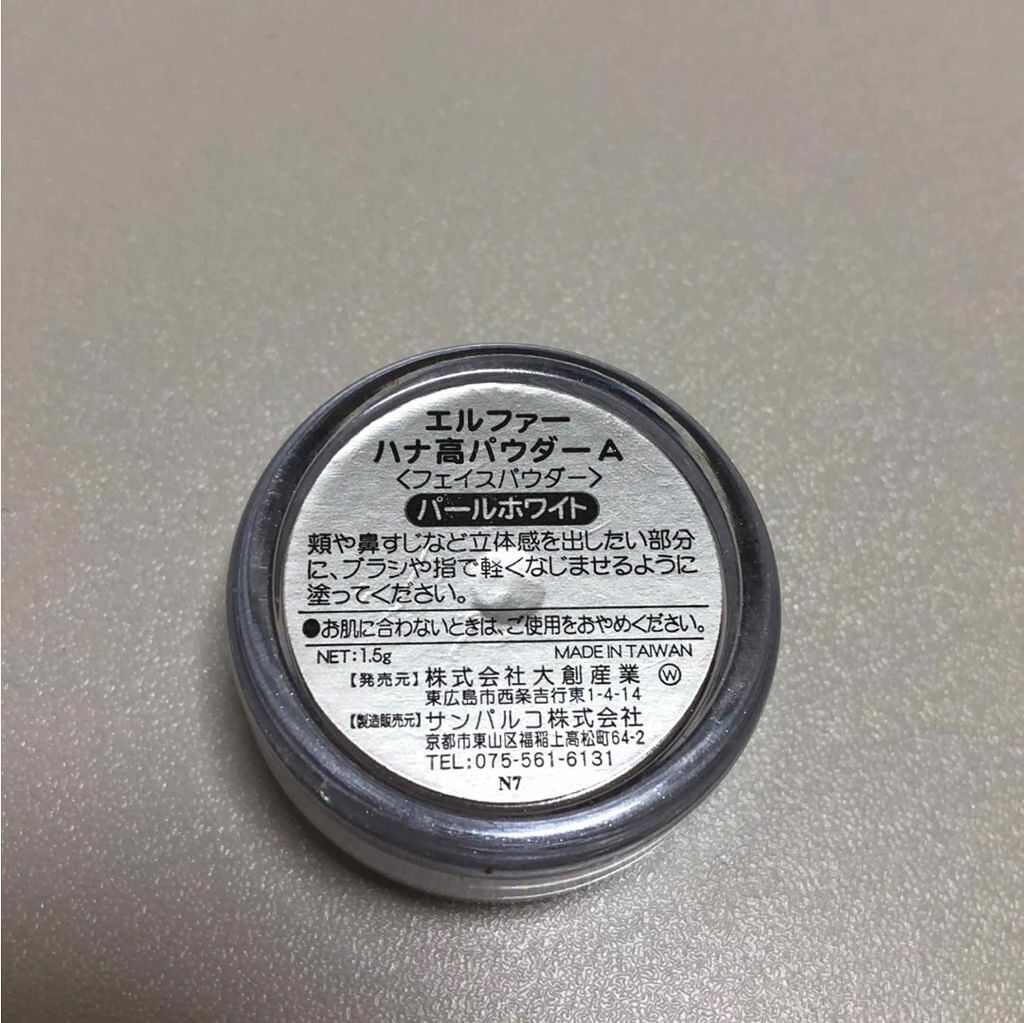 エルファー
ハナ高パウダーA
〈フェイスパウダー〉
パールホワイト
頬や鼻すじなど立体感を出したい部分
に、ブラシや指で軽くなじませるように
塗ってください。
●お肌に合わないときは、ご使用をおやめください。
NET:1.5g MADE IN TAIWAN
【発売元】株式会社大創産業 W
東広島市西条吉行東1-4-14
【製造販売元】サンパルコ株式会社
京都市東山区福稲上高松町64-2
TEL:075-561-6131
N7